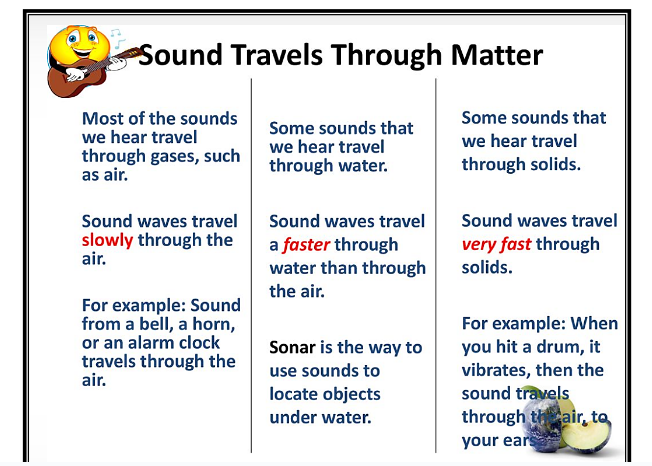 Sound Travels Through Matter
Most of the sounds
we hear travel
through gases, such
as air.
Sound waves travel
slowly through the
air.
For example: Sound
from a bell, a horn,
or an alarm clock
travels through the
air.
Some sounds that
we hear travel
through water.
Sound waves travel
a faster through
water than through
the air.
Sonar is the way to
use sounds to
locate objects
under water.
Some sounds that
we hear travel
through solids.
Sound waves travel
very fast through
solids.
For example: When
you hit a drum, it
vibrates, then the
sound travels
through the air, to
your ears